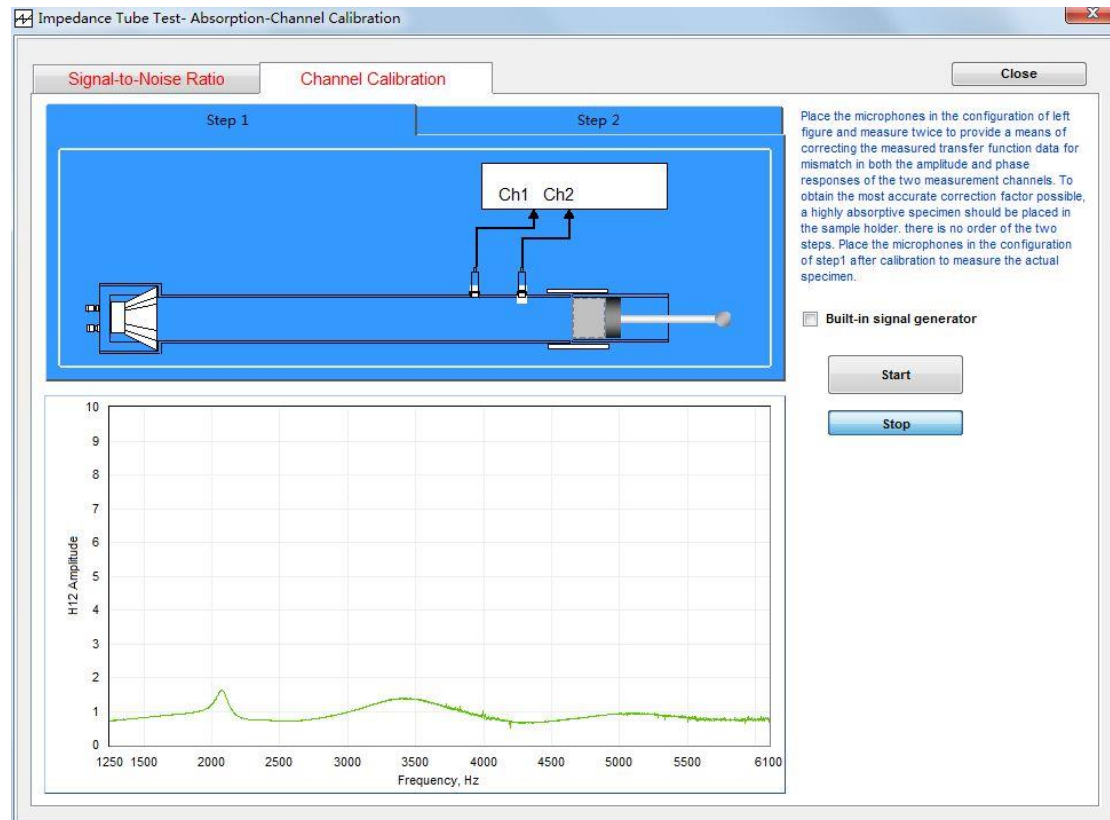 Impedance Tube Test- Absorption-Channel Calibration
X
Signal-to-Noise Ratio
Channel Calibration
Close
Step 1
Step 2
Ch1 Ch2
Place the microphones in the configuration of left
figure and measure twice to provide a means of
correcting the measured transfer function data for
mismatch in both the amplitude and phase
responses of the two measurement channels. To
obtain the most accurate correction factor possible,
a highly absorptive specimen should be placed in
the sample holder. there is no order of the two
steps. Place the microphones in the configuration
of step1 after calibration to measure the actual
specimen.
Built-in signal generator
Start
Stop
10
9
8
7
6
5
4
3
2
1
0
H12 Amplitude
1250 1500 2000 2500 3000 3500 4000 4500 5000 5500 6100
Frequency, Hz